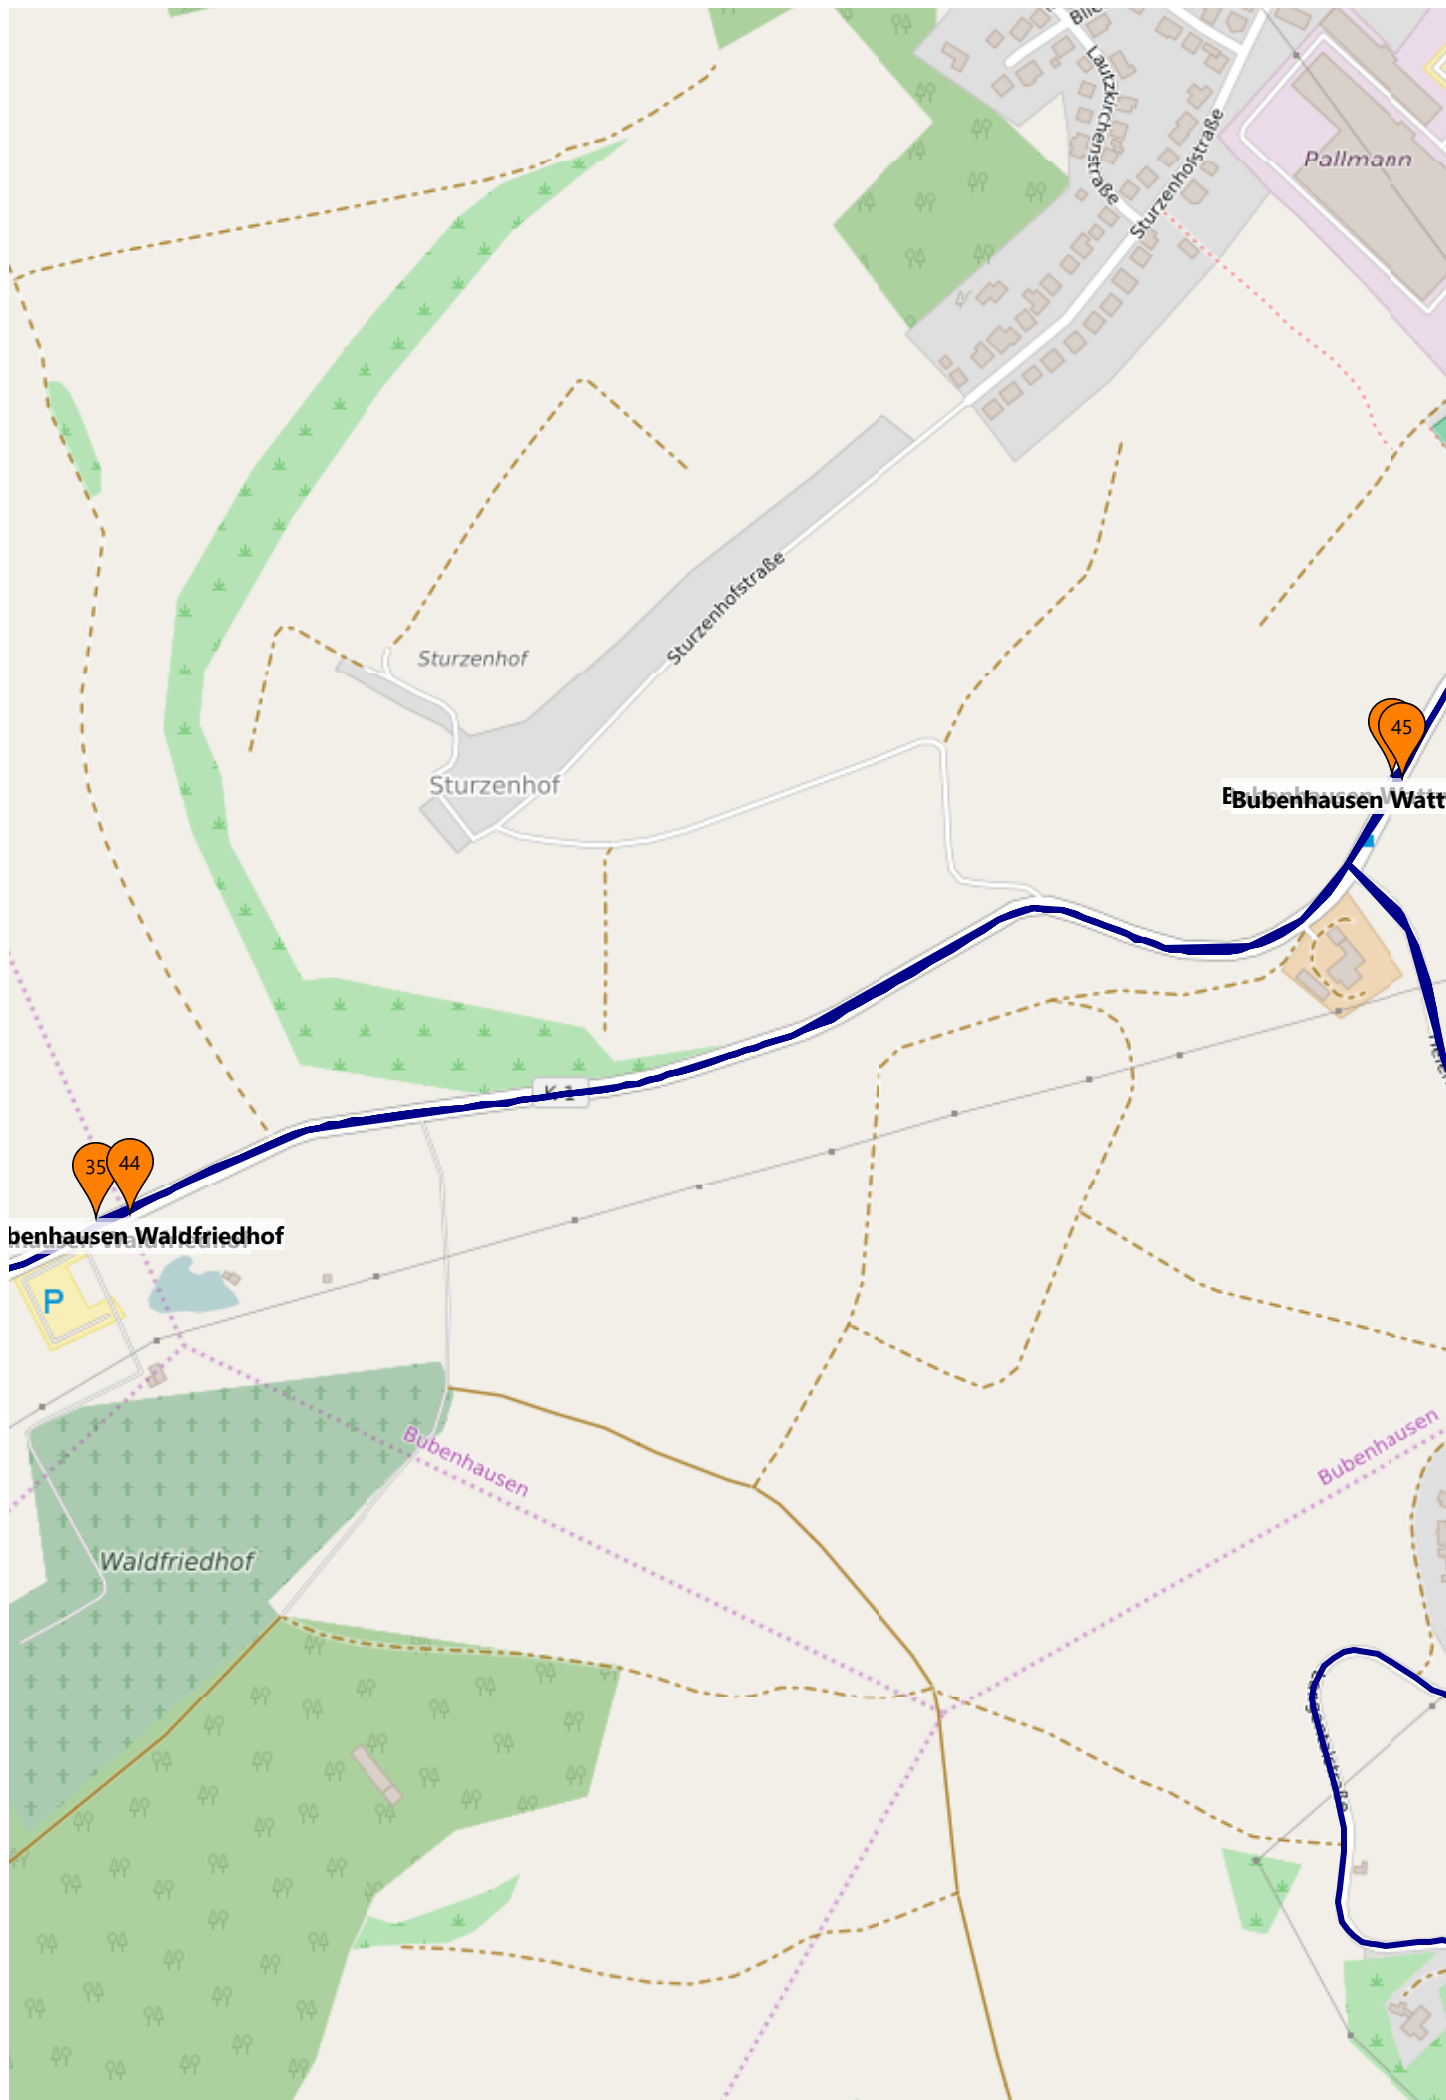 Lautzkirchenstraße
Sturzenhofstraße
Pallmann
Sturzenhofstraße
Sturzenhof
Sturzenhof
45
Bubenhausen Watt
K 1
35
44
benhausen Waldfriedhof
P
Bubenhausen
Bubenhausen
Waldfriedhof